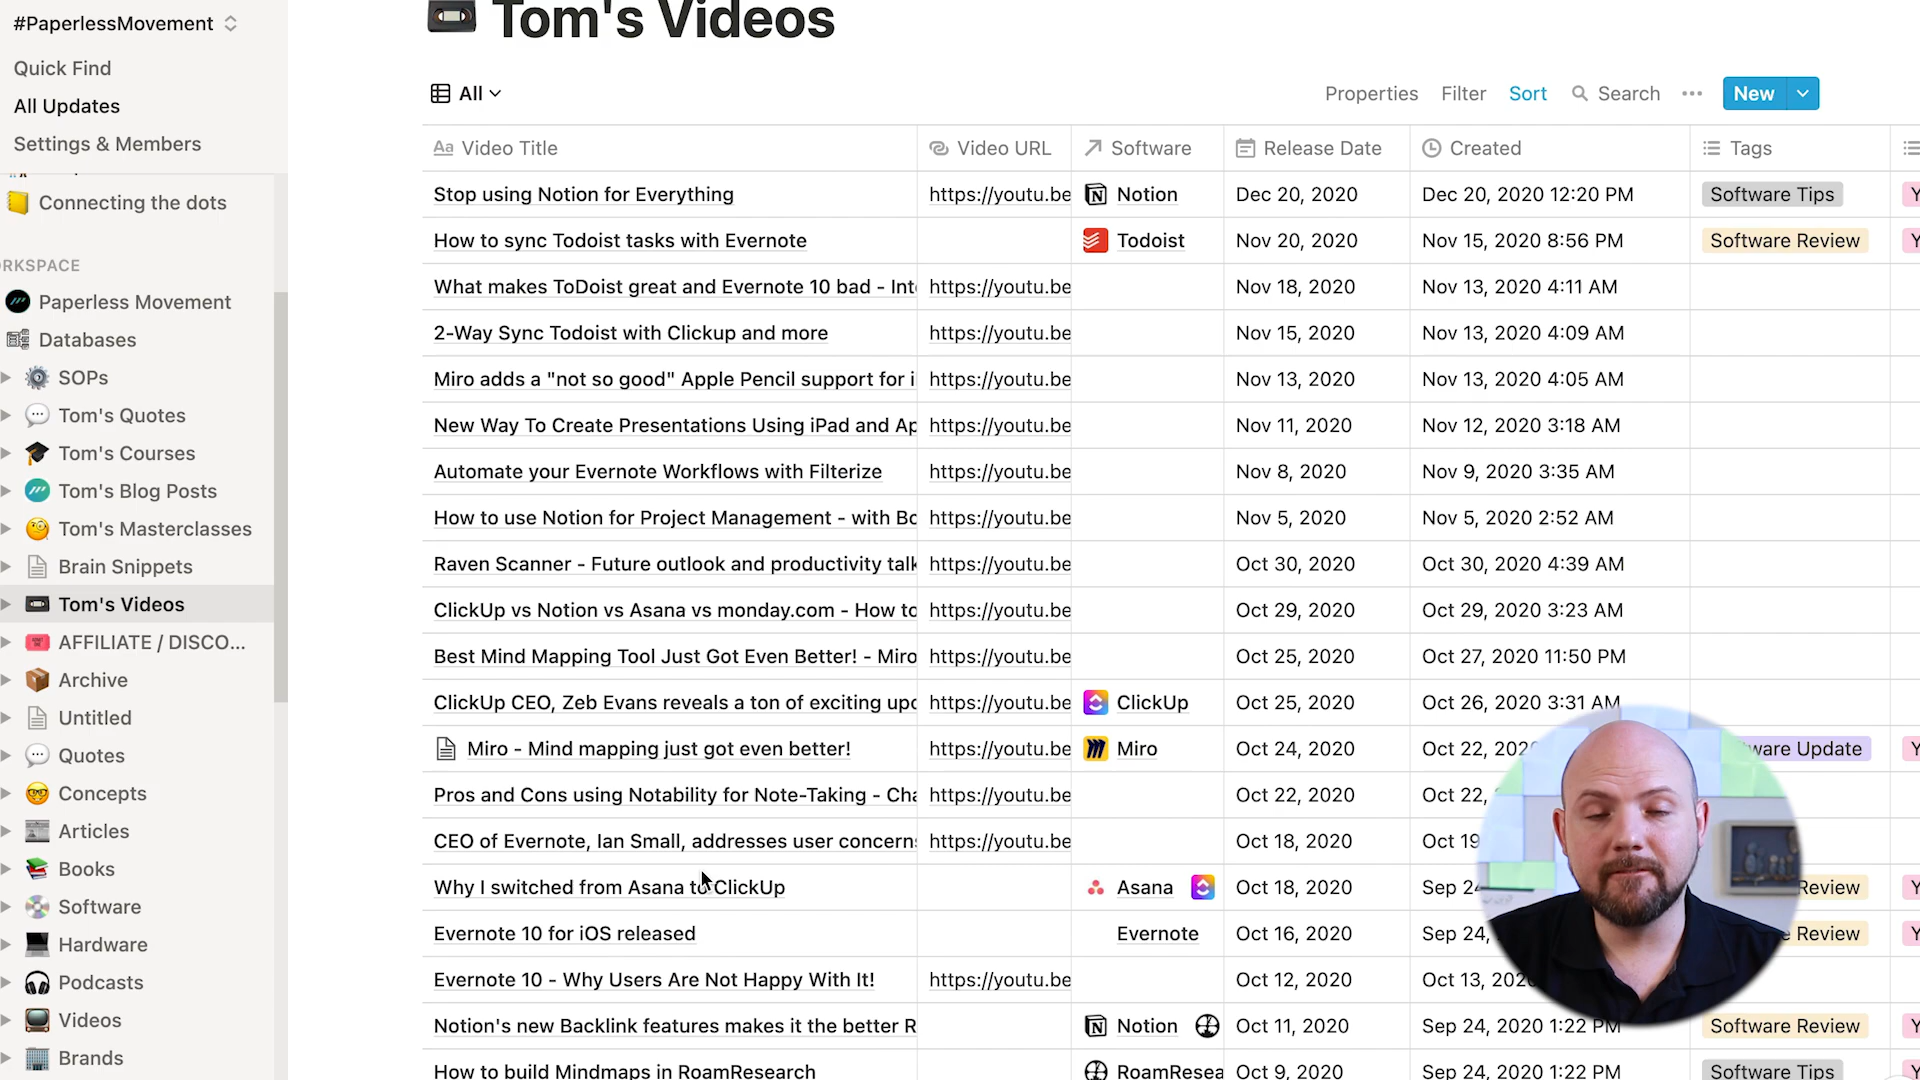 #PaperlessMovement
Quick Find
All Updates
Settings & Members
Connecting the dots
RKSPACE
Paperless Movement
Databases
SOPs
Tom's Quotes
Tom's Courses
Tom's Blog Posts
Tom's Masterclasses
Brain Snippets
Tom's Videos
AFFILIATE / DISCO...
Archive
Untitled
Quotes
Concepts
Articles
Books
Software
Hardware
Podcasts
Videos
Brands
Tom's Videos
All
Properties Filter Sort Search ... New
Aa Video Title Video URL Software Release Date Created Tags
Stop using Notion for Everything https://youtu.be Notion Dec 20, 2020 Dec 20, 2020 12:20 PM Software Tips Y
How to sync Todoist tasks with Evernote Todoist Nov 20, 2020 Nov 15, 2020 8:56 PM Software Review Y
What makes ToDoist great and Evernote 10 bad - Int https://youtu.be Nov 18, 2020 Nov 13, 2020 4:11 AM
2-Way Sync Todoist with Clickup and more https://youtu.be Nov 15, 2020 Nov 13, 2020 4:09 AM
Miro adds a "not so good" Apple Pencil support for i https://youtu.be Nov 13, 2020 Nov 13, 2020 4:05 AM
New Way To Create Presentations Using iPad and Ap https://youtu.be Nov 11, 2020 Nov 12, 2020 3:18 AM
Automate your Evernote Workflows with Filterize https://youtu.be Nov 8, 2020 Nov 9, 2020 3:35 AM
How to use Notion for Project Management - with Bo https://youtu.be Nov 5, 2020 Nov 5, 2020 2:52 AM
Raven Scanner - Future outlook and productivity talk https://youtu.be Oct 30, 2020 Oct 30, 2020 4:39 AM
ClickUp vs Notion vs Asana vs monday.com - How to https://youtu.be Oct 29, 2020 Oct 29, 2020 3:23 AM
Best Mind Mapping Tool Just Got Even Better! - Miro https://youtu.be Oct 25, 2020 Oct 27, 2020 11:50 PM
ClickUp CEO, Zeb Evans reveals a ton of exciting upc https://youtu.be ClickUp Oct 25, 2020 Oct 26, 2020 3:31 AM
Miro - Mind mapping just got even better! https://youtu.be Miro Oct 24, 2020 Oct 22, 202 ware Update Y
Pros and Cons using Notability for Note-Taking - Cha https://youtu.be Oct 22, 2020 Oct 22,
CEO of Evernote, Ian Small, addresses user concerns https://youtu.be Oct 18, 2020 Oct 19
Why I switched from Asana to ClickUp Asana Oct 18, 2020 Sep 24 Review Y
Evernote 10 for iOS released Evernote Oct 16, 2020 Sep 24, Review Y
Evernote 10 - Why Users Are Not Happy With It! https://youtu.be Oct 12, 2020 Oct 13, 202
Notion's new Backlink features makes it the better R Notion Oct 11, 2020 Sep 24, 2020 1:22 PM Software Review Y
How to build Mindmaps in RoamResearch RoamResea Oct 9, 2020 Sep 24, 2020 1:22 PM Software Tips Y